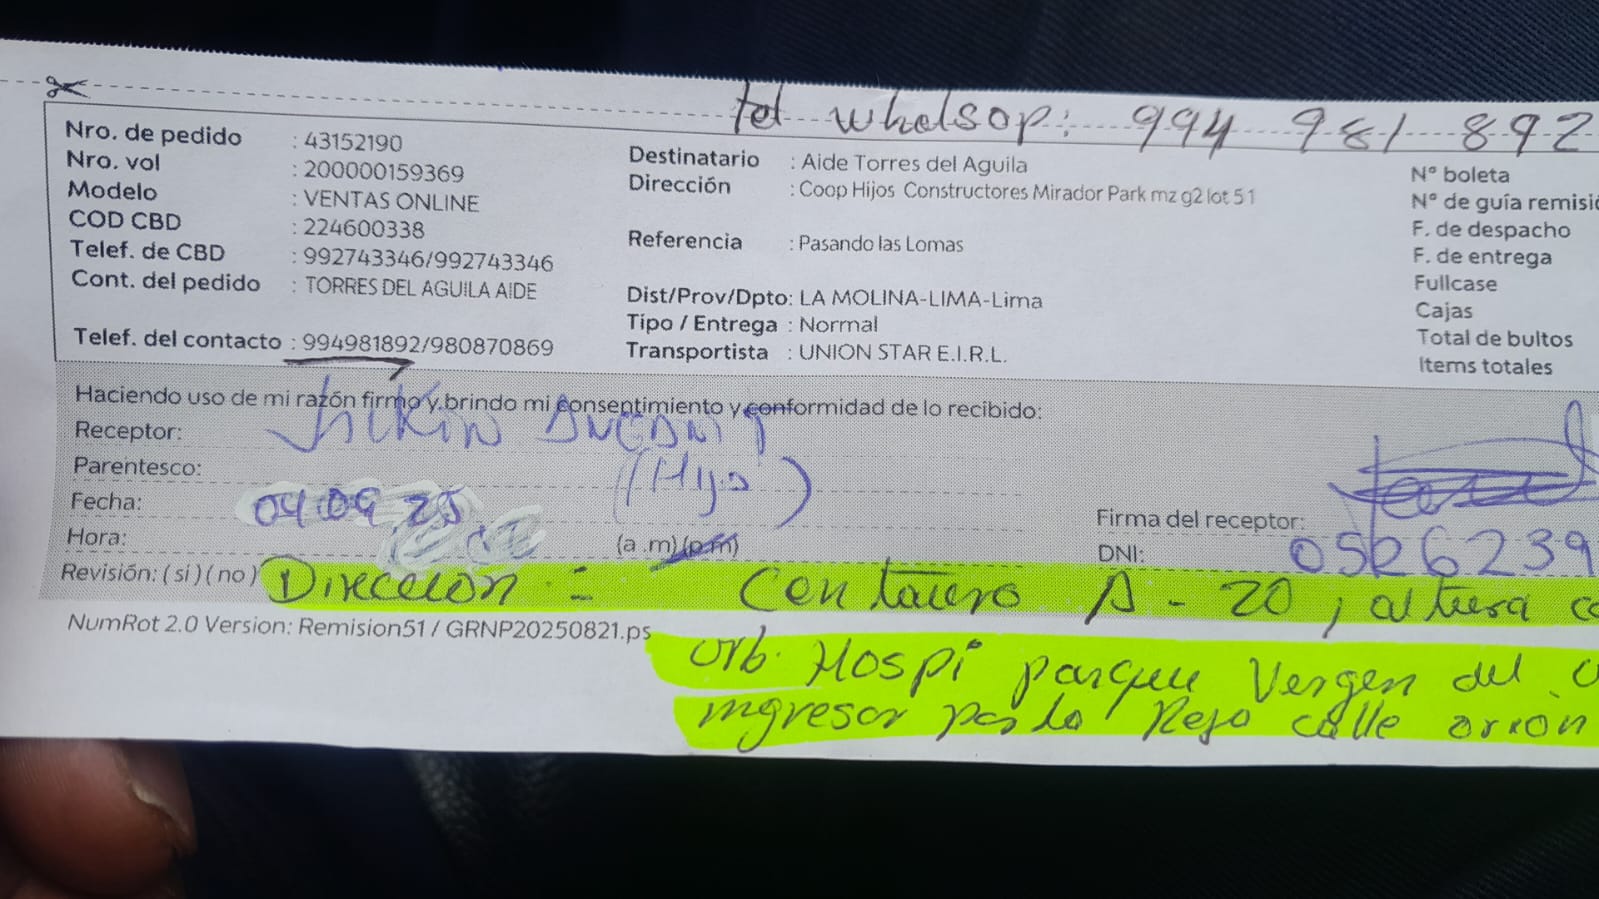 tel whatsop: 994 981 892
Nro. de pedido : 43152190
Nro. vol : 200000159369
Modelo : VENTAS ONLINE
COD CBD : 224600338
Telef. de CBD : 992743346/992743346
Cont. del pedido : TORRES DEL AGUILA AIDE
Telef. del contacto : 994981892/980870869
Destinatario : Aide Torres del Aguila
Dirección : Coop Hijos Constructores Mirador Park mz g2 lot 51
Referencia : Pasando las Lomas
Dist/Prov/Dpto: LA MOLINA-LIMA-Lima
Tipo / Entrega : Normal
Transportista : UNION STAR E.I.R.L.
N° boleta
N° de guía remisió
F. de despacho
F. de entrega
Fullcase
Cajas
Total de bultos
Items totales
Haciendo uso de mi razón firmo y brindo mi consentimiento y conformidad de lo recibido:
Receptor:
Parentesco: (Hijo)
Fecha: 04 09 25
Hora: (a .m) (p.m)
Firma del receptor:
DNI:
Revisión: ( si ) ( no )
Dirección : Centauro A - 20 ; altura
urb. Hospi parque Vergen del
ingresar por la Reja calle orion
NumRot 2.0 Version: Remision51 / GRNP20250821.ps